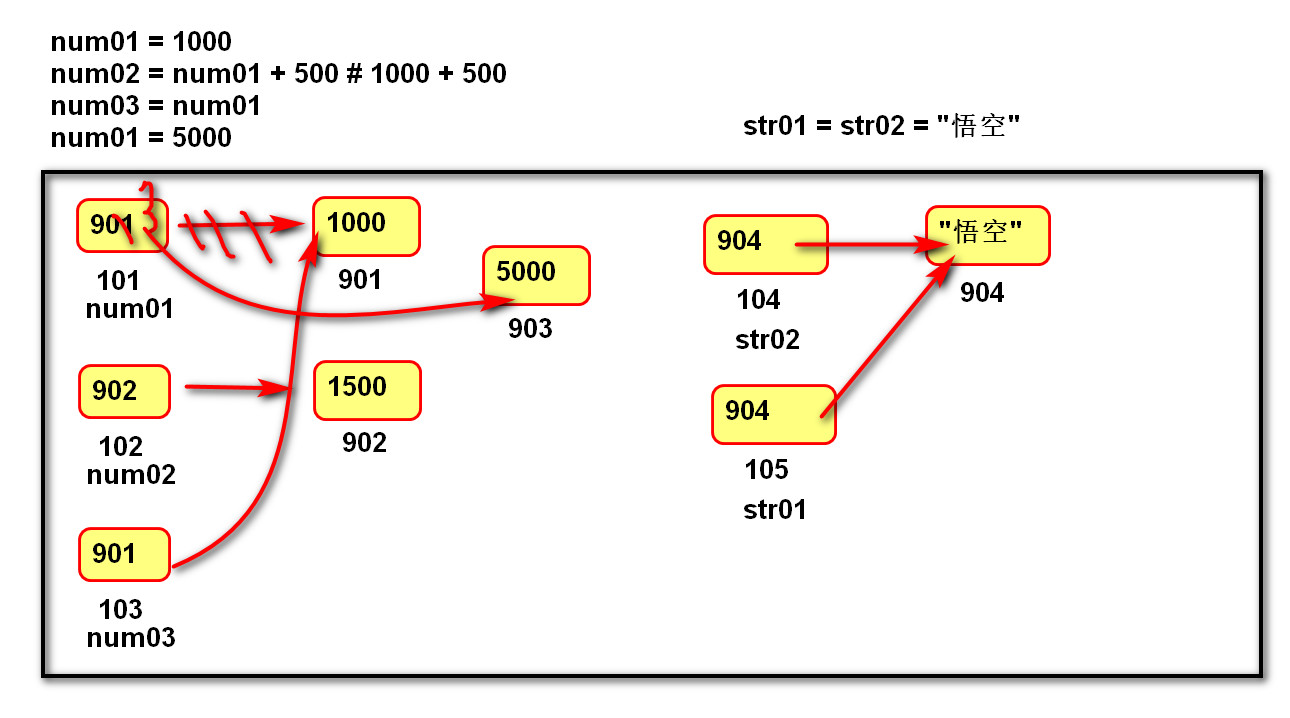 num01 = 1000
num02 = num01 + 500 # 1000 + 500
num03 = num01
num01 = 5000
str01 = str02 = "悟空"
901
3
101
num01
1000
901
5000
903
902
102
num02
1500
902
901
103
num03
904
104
str02
"悟空"
904
904
105
str01